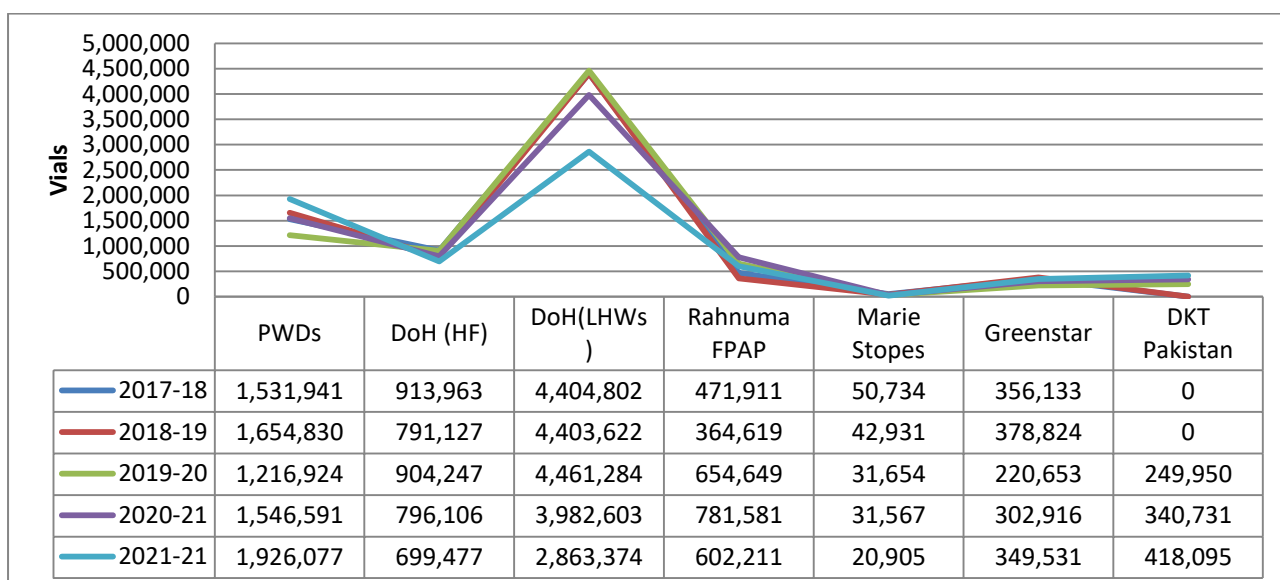 5,000,000
4,500,000
4,000,000
3,500,000
3,000,000
2,500,000
2,000,000
1,500,000
1,000,000
500,000
0
Vials
PWDs DoH (HF) DoH(LHWs) Rahnuma FPAP Marie Stopes Greenstar DKT Pakistan
2017-18 1,531,941 913,963 4,404,802 471,911 50,734 356,133 0
2018-19 1,654,830 791,127 4,403,622 364,619 42,931 378,824 0
2019-20 1,216,924 904,247 4,461,284 654,649 31,654 220,653 249,950
2020-21 1,546,591 796,106 3,982,603 781,581 31,567 302,916 340,731
2021-21 1,926,077 699,477 2,863,374 602,211 20,905 349,531 418,095